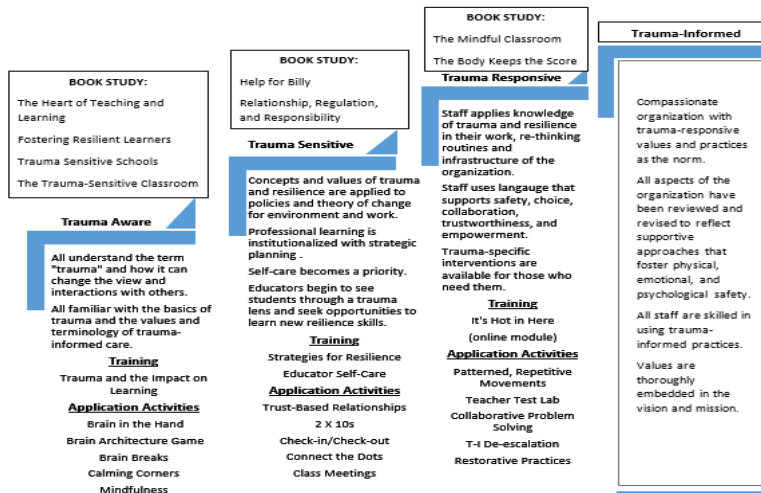 BOOK STUDY:
The Heart of Teaching and
Learning
Fostering Resilient Learners
Trauma Sensitive Schools
The Trauma-Sensitive Classroom
Trauma Aware
All understand the term
"trauma" and how it can
change the view and
interactions with others.
All familiar with the basics of
trauma and the values and
terminology of trauma-
informed care.
Training
Trauma and the Impact on
Learning
Application Activities
Brain in the Hand
Brain Architecture Game
Brain Breaks
Calming Corners
Mindfulness
BOOK STUDY:
Help for Billy
Relationship, Regulation,
and Responsibility
Trauma Sensitive
Concepts and values of trauma
and resilience are applied to
policies and theory of change
for environment and work.
Professional learning is
institutionalized with strategic
planning .
Self-care becomes a priority.
Educators begin to see
students through a trauma
lens and seek opportunities to
learn new reilience skills.
Training
Strategies for Resilience
Educator Self-Care
Application Activities
Trust-Based Relationships
2 X 10s
Check-in/Check-out
Connect the Dots
Class Meetings
BOOK STUDY:
The Mindful Classroom
The Body Keeps the Score
Trauma Responsive
Staff applies knowledge
of trauma and resilience
in their work, re-thinking
routines and
infrastructure of the
organization.
Staff uses langauge that
supports safety, choice,
collaboration,
trustworthiness, and
empowerment.
Trauma-specific
interventions are
available for those who
need them.
Training
It's Hot in Here
(online module)
Application Activities
Patterned, Repetitive
Movements
Teacher Test Lab
Collaborative Problem
Solving
T-I De-escalation
Restorative Practices
Trauma-Informed
Compassionate
organization with
trauma-responsive
values and practices
as the norm.
All aspects of the
organization have
been reviewed and
revised to reflect
supportive
approaches that
foster physical,
emotional, and
psychological safety.
All staff are skilled in
using trauma-
informed practices.
Values are
thoroughly
embedded in the
vision and mission.